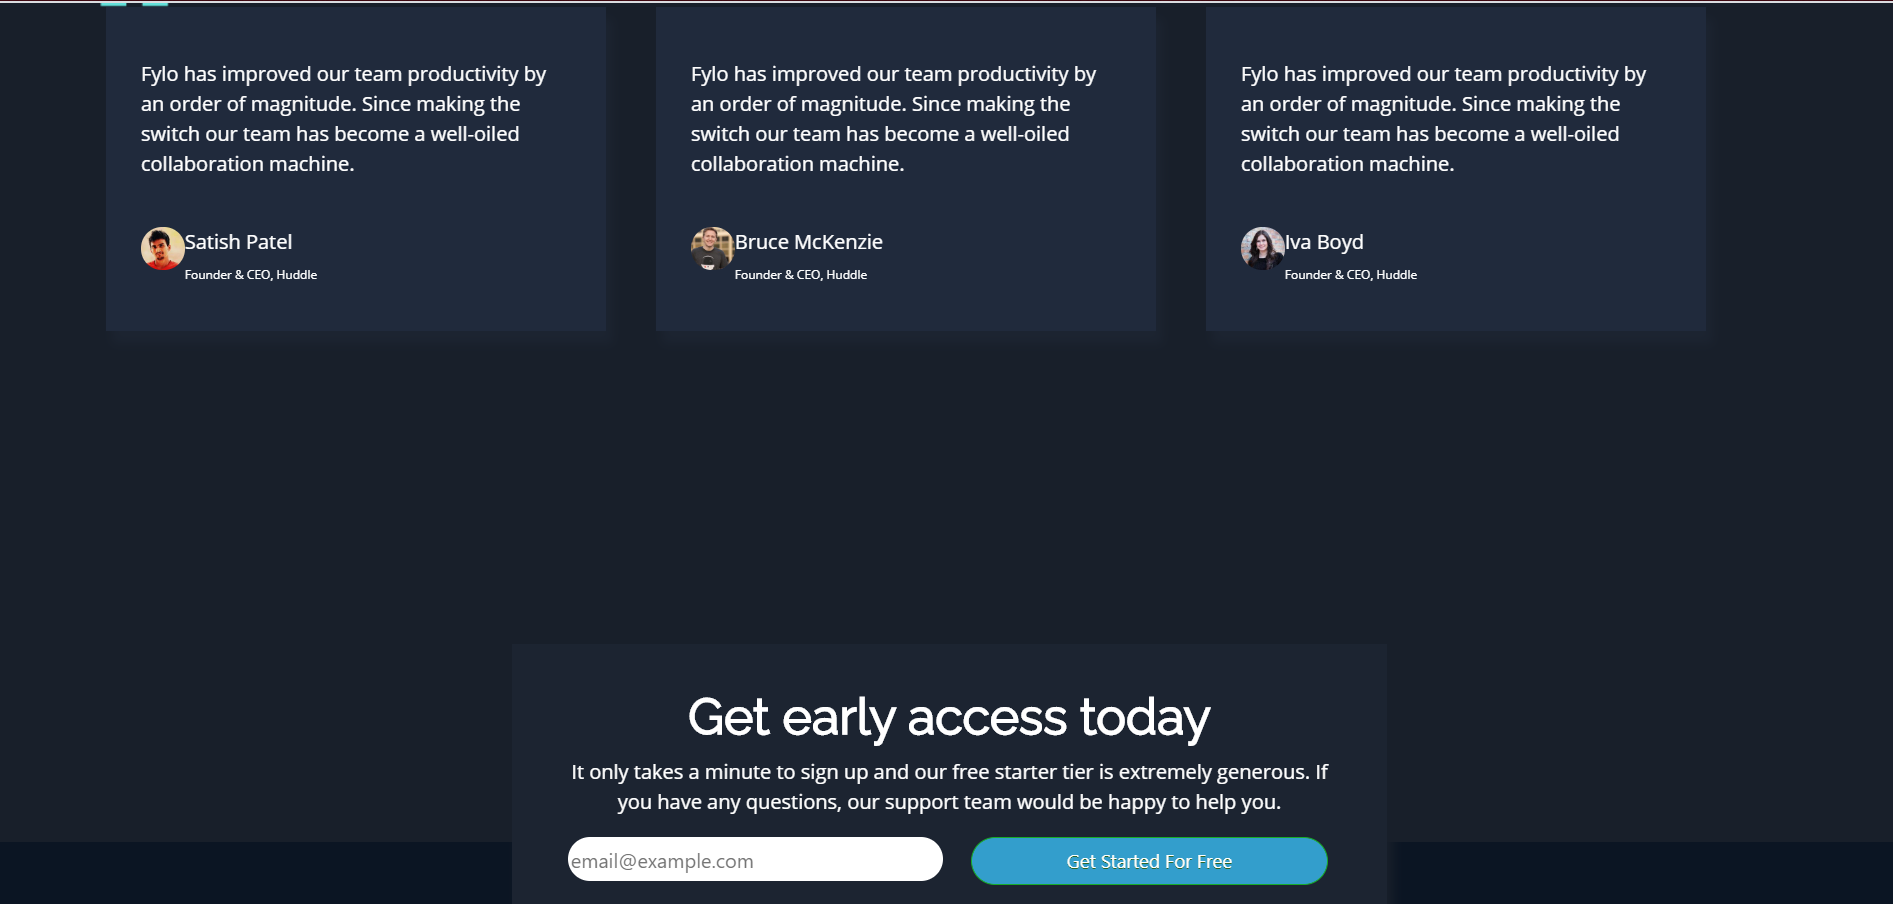 Fylo has improved our team productivity by
an order of magnitude. Since making the
switch our team has become a well-oiled
collaboration machine.
Satish Patel
Founder & CEO, Huddle
Fylo has improved our team productivity by
an order of magnitude. Since making the
switch our team has become a well-oiled
collaboration machine.
Bruce McKenzie
Founder & CEO, Huddle
Fylo has improved our team productivity by
an order of magnitude. Since making the
switch our team has become a well-oiled
collaboration machine.
Iva Boyd
Founder & CEO, Huddle
Get early access today
It only takes a minute to sign up and our free starter tier is extremely generous. If
you have any questions, our support team would be happy to help you.
email@example.com
Get Started For Free